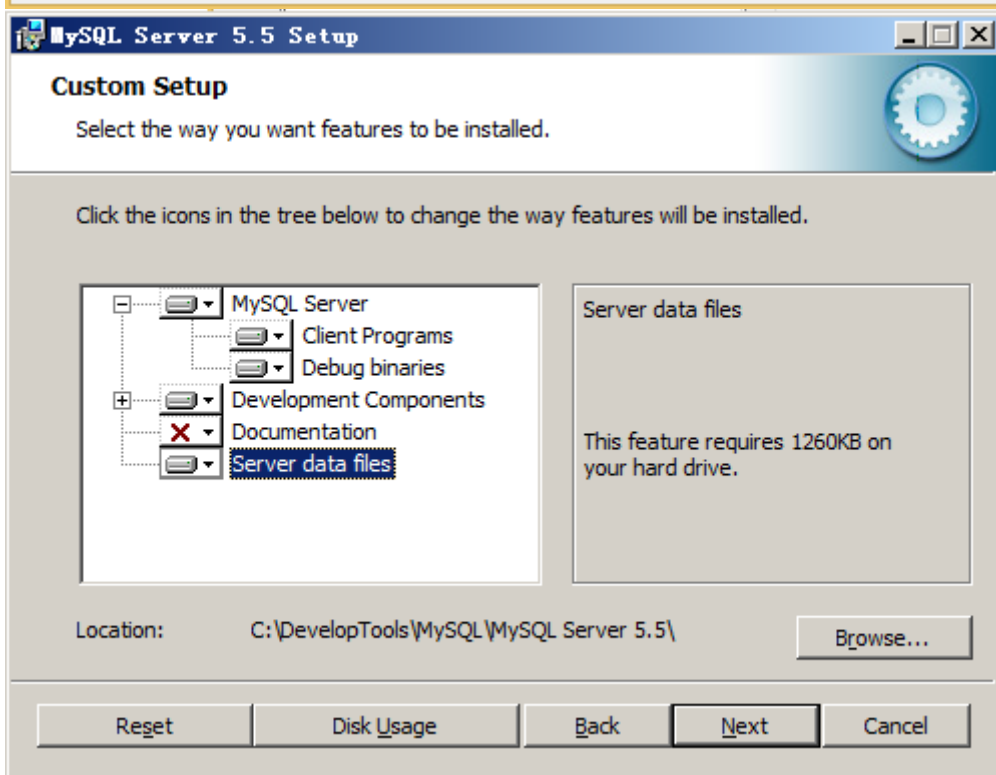 MySQL Server 5.5 Setup
Custom Setup
Select the way you want features to be installed.
Click the icons in the tree below to change the way features will be installed.
MySQL Server
Client Programs
Debug binaries
Development Components
Documentation
Server data files
Server data files
This feature requires 1260KB on
your hard drive.
Location: C:\DevelopTools\MySQL\MySQL Server 5.5\
Browse...
Reset Disk Usage Back Next Cancel